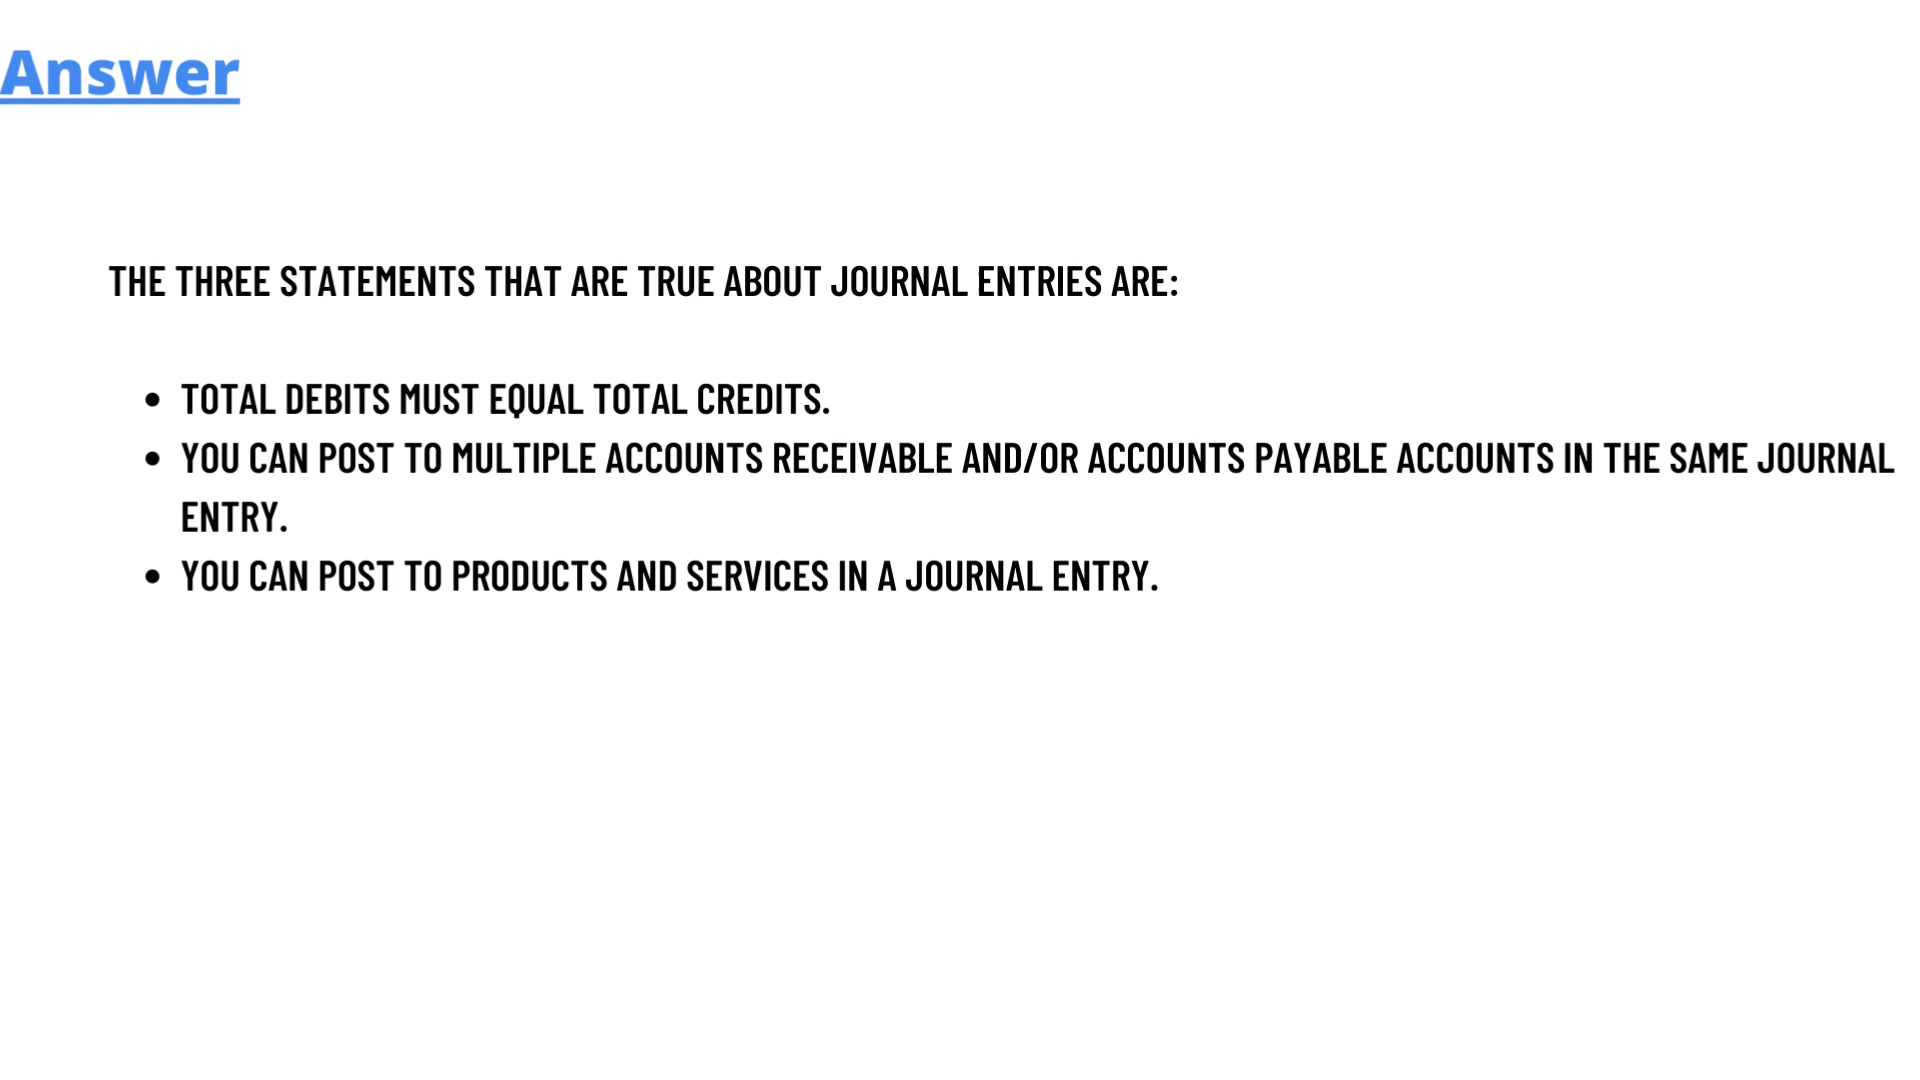 Answer
THE THREE STATEMENTS THAT ARE TRUE ABOUT JOURNAL ENTRIES ARE:
• TOTAL DEBITS MUST EQUAL TOTAL CREDITS.
• YOU CAN POST TO MULTIPLE ACCOUNTS RECEIVABLE AND/OR ACCOUNTS PAYABLE ACCOUNTS IN THE SAME JOURNAL
ENTRY.
• YOU CAN POST TO PRODUCTS AND SERVICES IN A JOURNAL ENTRY.